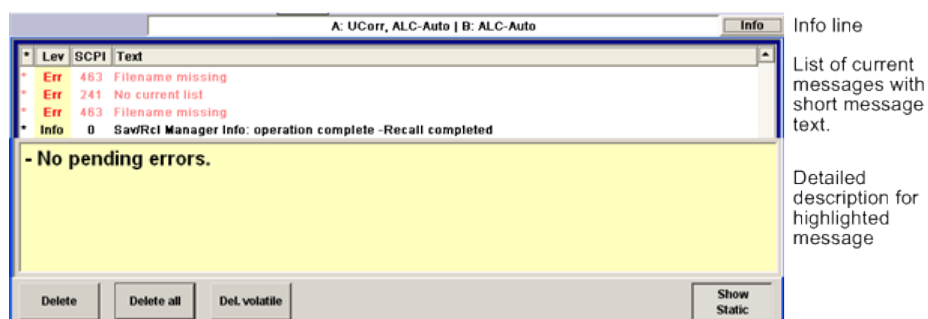 A: UCorr, ALC-Auto | B: ALC-Auto
Info
Info line
* Lev SCPI Text
* Err 463 Filename missing
* Err 241 No current list
* Err 463 Filename missing
* Info 0 Sav/Rcl Manager Info: operation complete -Recall completed
List of current
messages with
short message
text.
- No pending errors.
Detailed
description for
highlighted
message
Delete
Delete all
Del. volatile
Show
Static